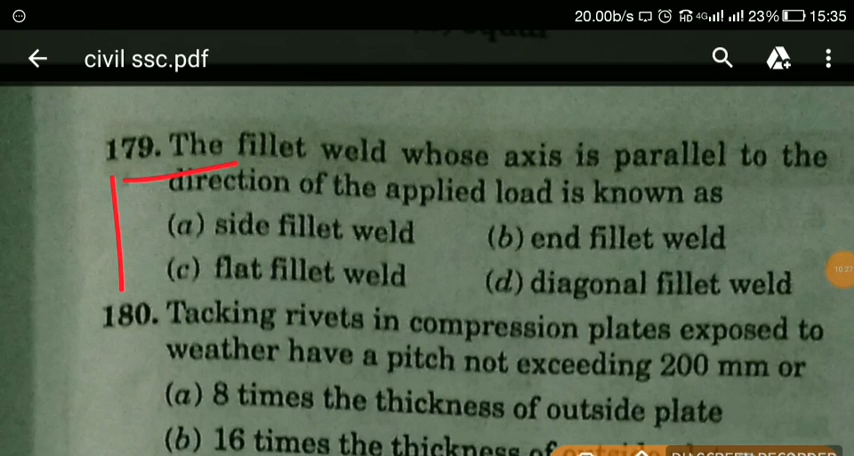 20.00b/s HD 4G 23% 15:35
civil ssc.pdf
179. The fillet weld whose axis is parallel to the
direction of the applied load is known as
(a) side fillet weld (b) end fillet weld
(c) flat fillet weld (d) diagonal fillet weld
180. Tacking rivets in compression plates exposed to
weather have a pitch not exceeding 200 mm or
(a) 8 times the thickness of outside plate
(b) 16 times the thickness of
10:27